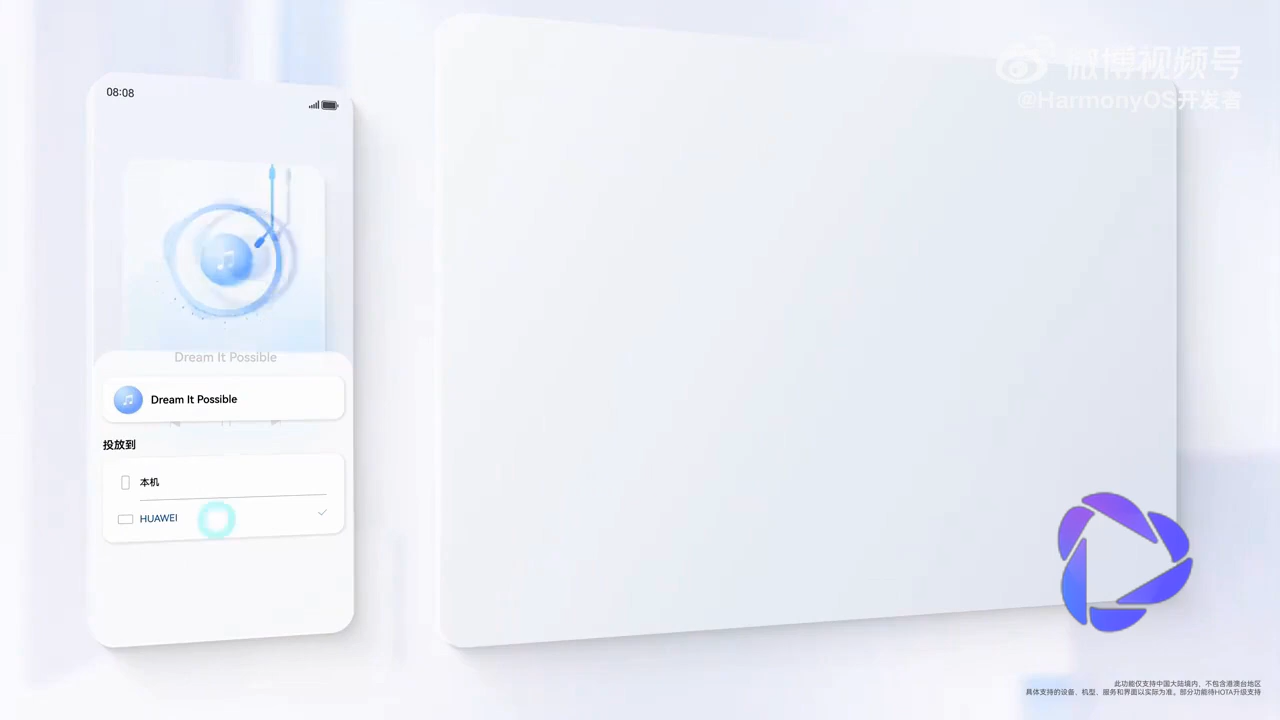 微博视频号
@HarmonyOS开发者
08:08
Dream It Possible
Dream It Possible
投放到
本机
HUAWEI
此功能仅支持中国大陆境内、不包含港澳台地区
具体支持的设备、机型、服务和界面以实际为准。部分功能待HOTA升级支持